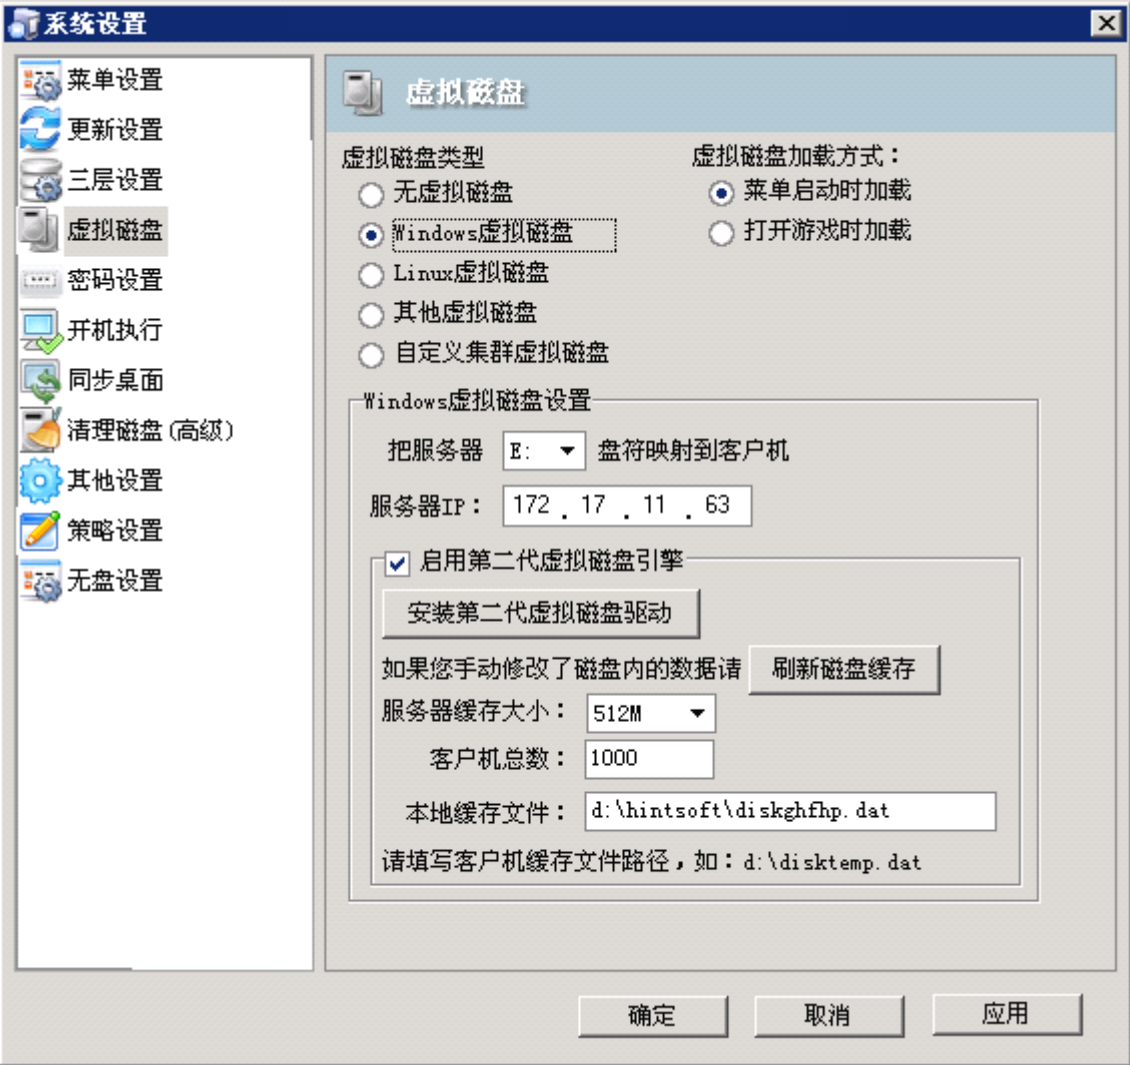 系统设置
菜单设置
更新设置
三层设置
虚拟磁盘
密码设置
开机执行
同步桌面
清理磁盘(高级)
其他设置
策略设置
无盘设置
虚拟磁盘
虚拟磁盘类型
无虚拟磁盘
Windows虚拟磁盘
Linux虚拟磁盘
其他虚拟磁盘
自定义集群虚拟磁盘
虚拟磁盘加载方式：
菜单启动时加载
打开游戏时加载
Windows虚拟磁盘设置
把服务器 E: 盘符映射到客户机
服务器IP： 172 . 17 . 11 . 63
启用第二代虚拟磁盘引擎
安装第二代虚拟磁盘驱动
如果您手动修改了磁盘内的数据请 刷新磁盘缓存
服务器缓存大小： 512M
客户机总数： 1000
本地缓存文件： d:\hintsoft\diskghfhp.dat
请填写客户机缓存文件路径，如：d:\disktemp.dat
确定 取消 应用